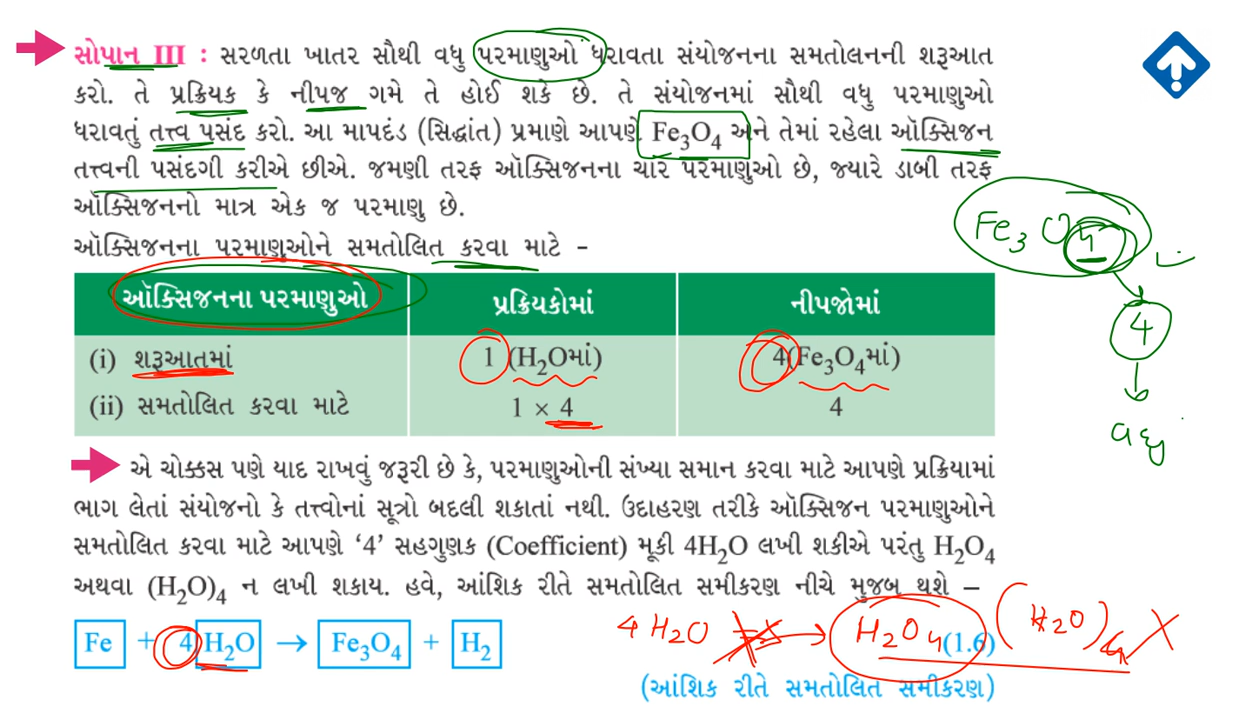 સોપાન III : સરળતા ખાતર સૌથી વધુ પરમાણુઓ ધરાવતા સંયોજનના સમતોલનની શરૂઆત
કરો. તે પ્રક્રિયક કે નીપજ ગમે તે હોઈ શકે છે. તે સંયોજનમાં સૌથી વધુ પરમાણુઓ
ધરાવતું તત્ત્વ પસંદ કરો. આ માપદંડ (સિદ્ધાંત) પ્રમાણે આપણે Fe₃O₄ અને તેમાં રહેલા ઑક્સિજન
તત્ત્વની પસંદગી કરીએ છીએ. જમણી તરફ ઑક્સિજનના ચાર પરમાણુઓ છે, જ્યારે ડાબી તરફ
ઑક્સિજનનો માત્ર એક જ પરમાણુ છે.
Fe₃O₄
ઑક્સિજનના પરમાણુઓને સમતોલિત કરવા માટે –
ઑક્સિજનના પરમાણુઓ પ્રક્રિયકોમાં નીપજોમાં
4
(i) શરૂઆતમાં 1 (H₂Oમાં) 4(Fe₃O₄માં)
(ii) સમતોલિત કરવા માટે 1 × 4 4
વધુ
એ ચોક્કસ પણે યાદ રાખવું જરૂરી છે કે, પરમાણુઓની સંખ્યા સમાન કરવા માટે આપણે પ્રક્રિયામાં
ભાગ લેતાં સંયોજનો કે તત્ત્વોનાં સૂત્રો બદલી શકાતાં નથી. ઉદાહરણ તરીકે ઑક્સિજન પરમાણુઓને
સમતોલિત કરવા માટે આપણે ‘4’ સહગુણક (Coefficient) મૂકી 4H₂O લખી શકીએ પરંતુ H₂O₄
અથવા (H₂O)₄ ન લખી શકાય. હવે, આંશિક રીતે સમતોલિત સમીકરણ નીચે મુજબ થશે –
4 H₂O → H₂O₄ (H₂O)₄ X
Fe + 4 H₂O → Fe₃O₄ + H₂ (1.6)
(આંશિક રીતે સમતોલિત સમીકરણ)